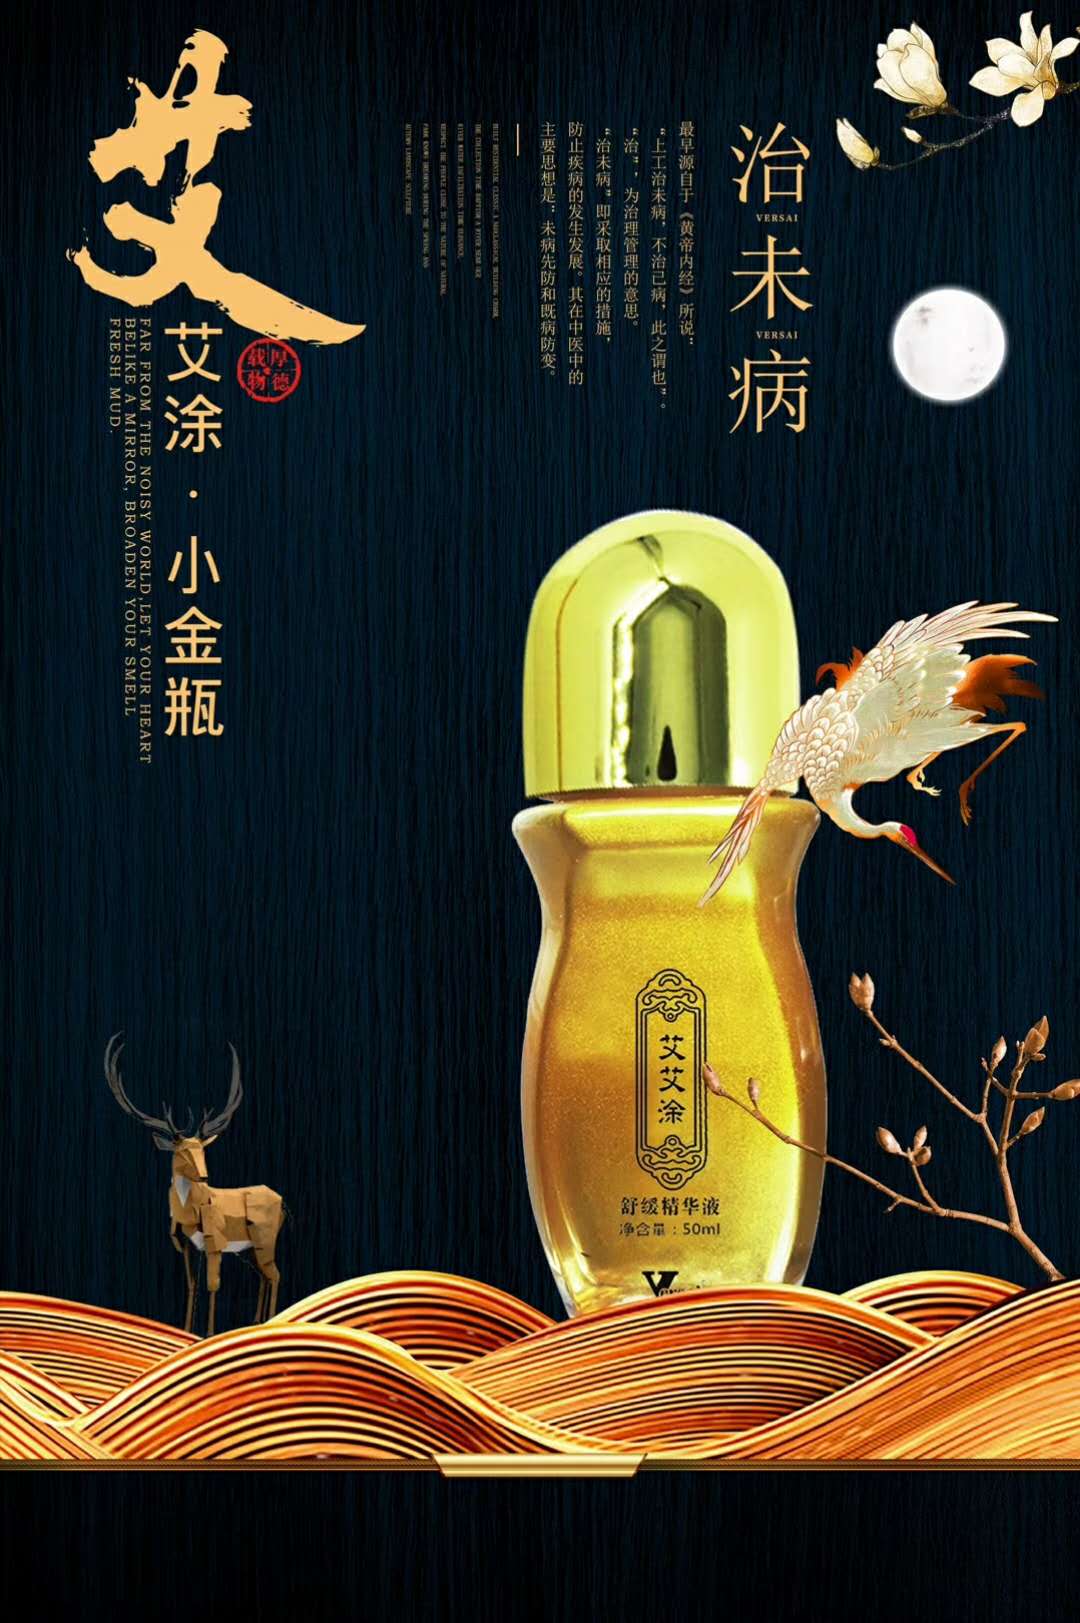 艾
艾涂·小金瓶
厚德
载物
FAR FROM THE NOISY WORLD,LET YOUR HEART
BELIKE A MIRROR, BROADEN YOUR SMELL
FRESH MUD.
治
VERSAI
未
VERSAI
病
最早源自于《黄帝内经》所说“
“上工治未病，不治已病，此之谓也”。
“治”，为治理管理的意思。
“治未病”即采取相应的措施，
防止疾病的发生发展。其在中医中的
主要思想是“未病先防和既病防变。
艾艾涂
舒缓精华液
净含量：50ml